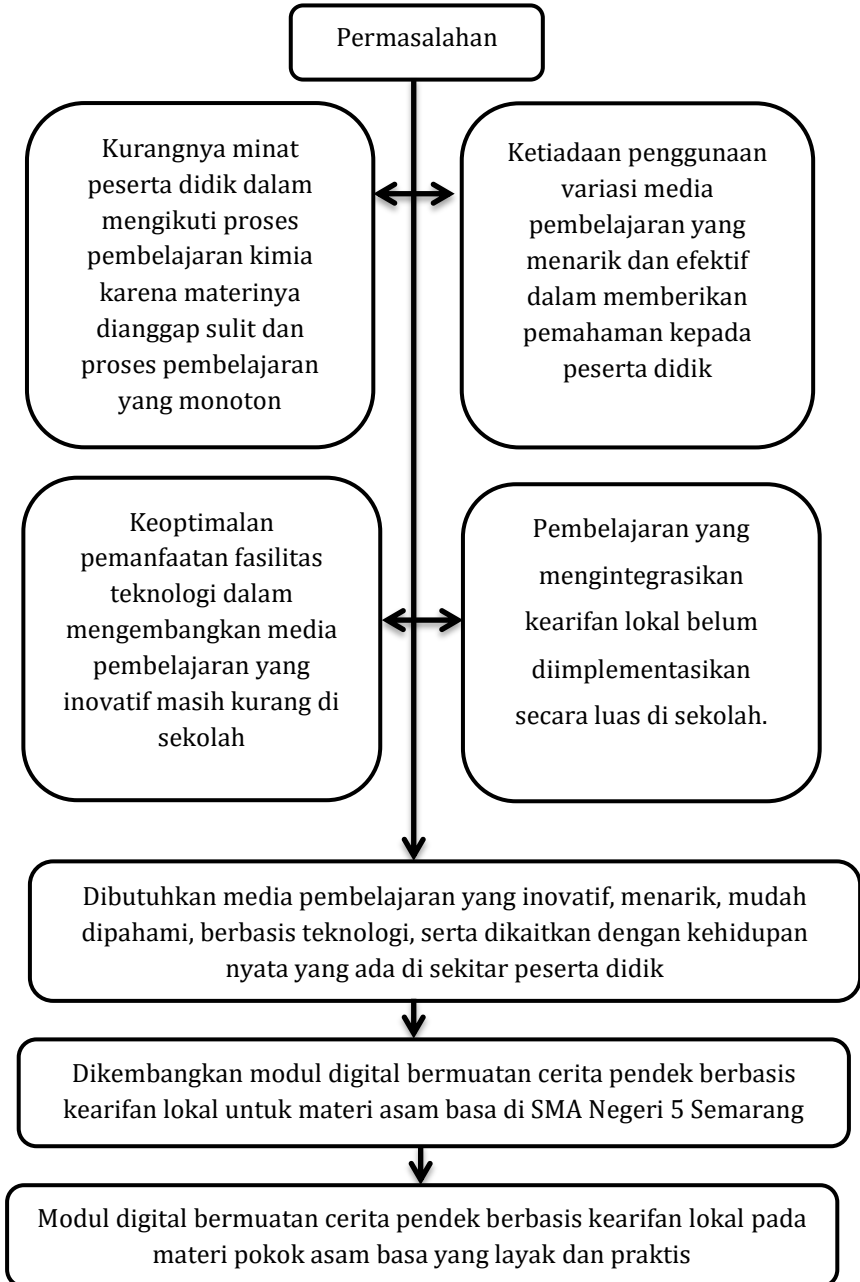 Permasalahan
Kurangnya minat
peserta didik dalam
mengikuti proses
pembelajaran kimia
karena materinya
dianggap sulit dan
proses pembelajaran
yang monoton
Ketiadaan penggunaan
variasi media
pembelajaran yang
menarik dan efektif
dalam memberikan
pemahaman kepada
peserta didik
Keoptimalan
pemanfaatan fasilitas
teknologi dalam
mengembangkan media
pembelajaran yang
inovatif masih kurang di
sekolah
Pembelajaran yang
mengintegrasikan
kearifan lokal belum
diimplementasikan
secara luas di sekolah.
Dibutuhkan media pembelajaran yang inovatif, menarik, mudah
dipahami, berbasis teknologi, serta dikaitkan dengan kehidupan
nyata yang ada di sekitar peserta didik
Dikembangkan modul digital bermuatan cerita pendek berbasis
kearifan lokal untuk materi asam basa di SMA Negeri 5 Semarang
Modul digital bermuatan cerita pendek berbasis kearifan lokal pada
materi pokok asam basa yang layak dan praktis